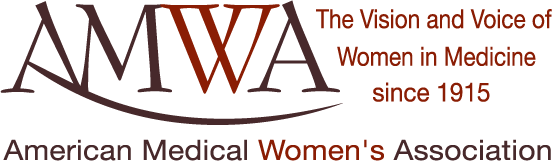 AMWA
The Vision and Voice of
Women in Medicine
since 1915
American Medical Women's Association